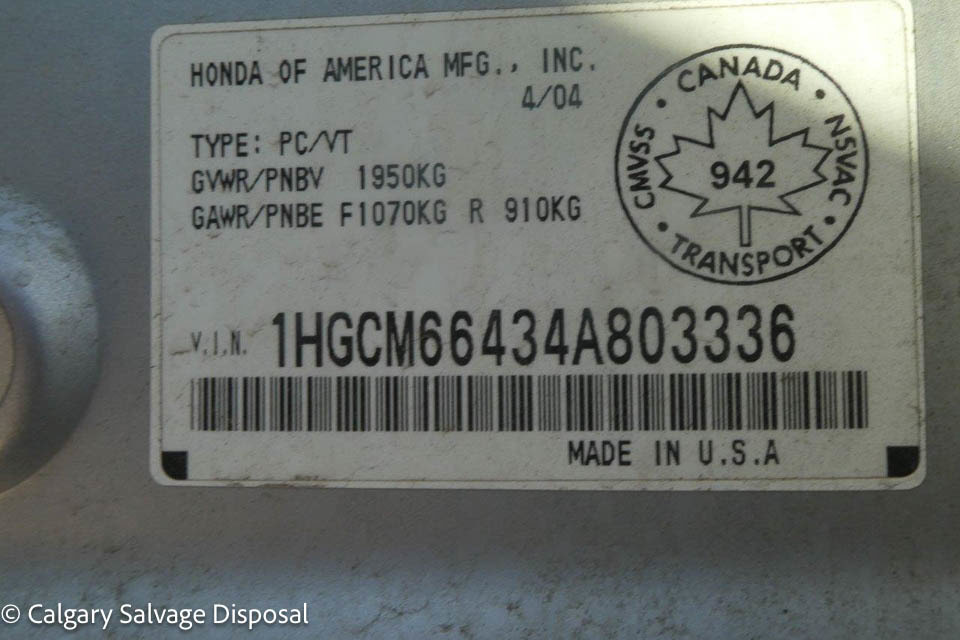 HONDA OF AMERICA MFG., INC.
4/04
TYPE: PC/VT
GVWR/PNBV 1950KG
GAWR/PNBE F1070KG R 910KG
CANADA
CMVSS
NSVAC
942
TRANSPORT
V.I.N. 1HGCM66434A803336
MADE IN U.S.A
© Calgary Salvage Disposal